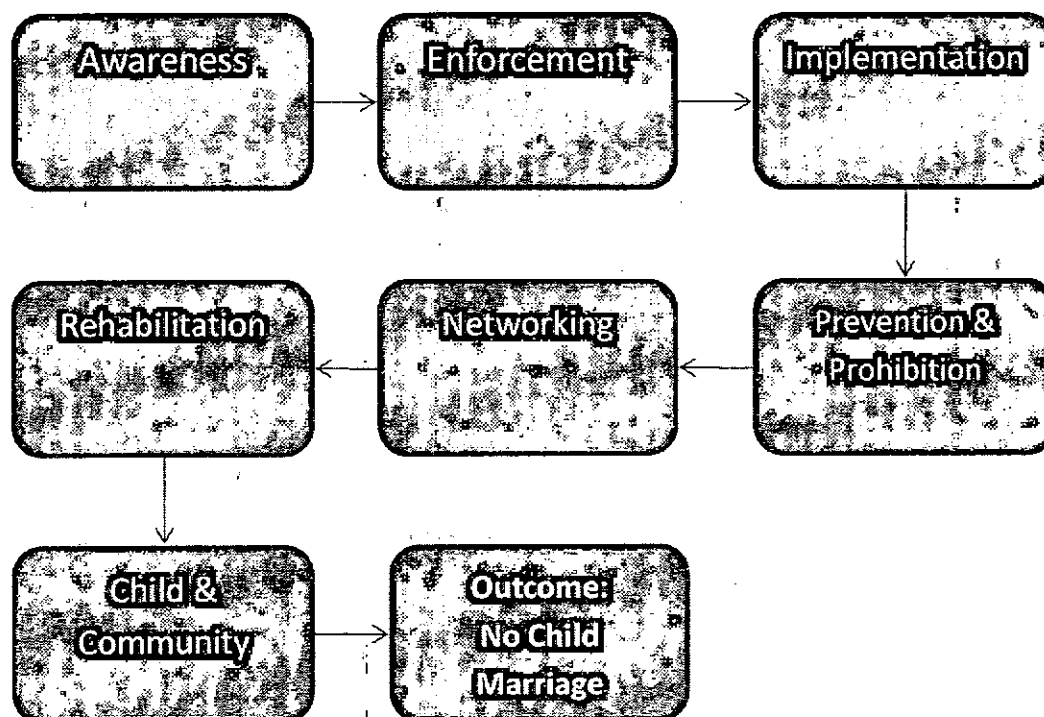 Awareness
Enforcement
Implementation
Prevention &
Prohibition
Networking
Rehabilitation
Child &
Community
Outcome:
No Child
Marriage